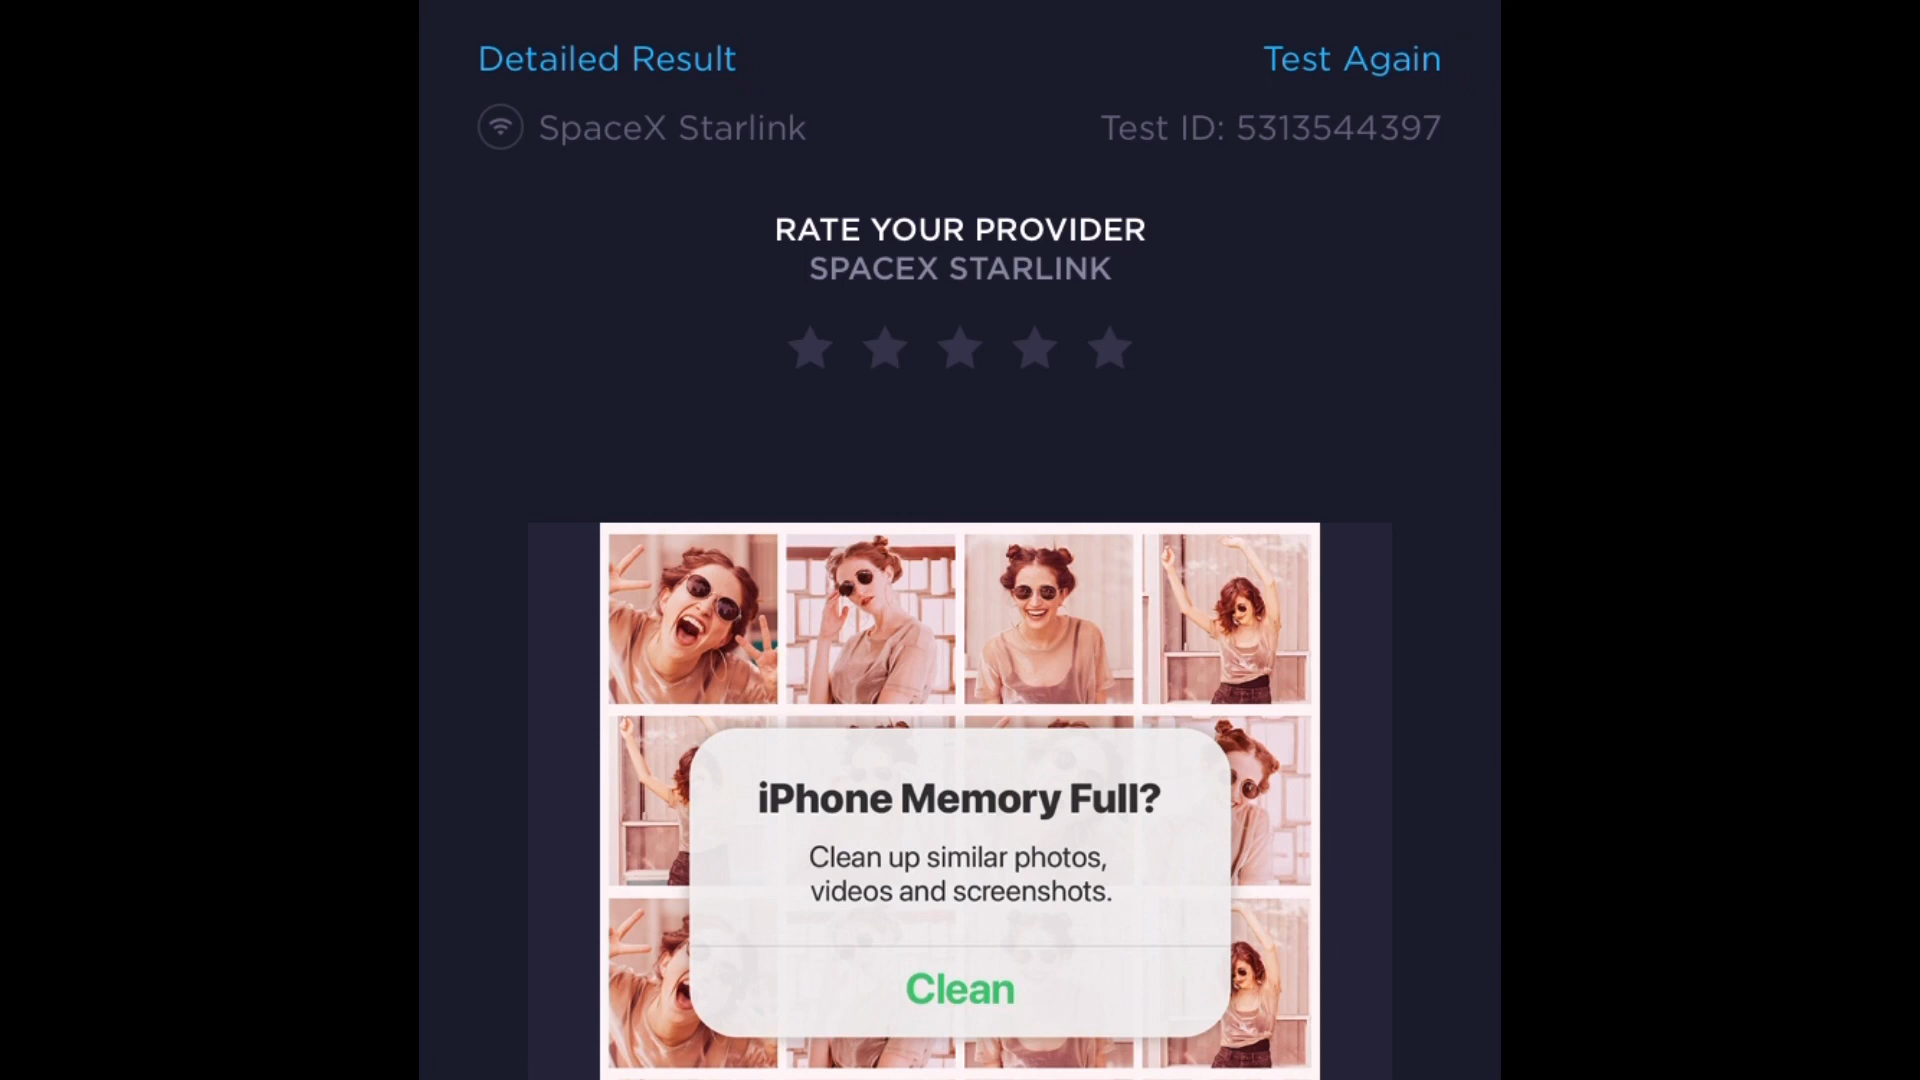 Detailed Result
Test Again
SpaceX Starlink
Test ID: 5313544397
RATE YOUR PROVIDER
SPACEX STARLINK
iPhone Memory Full?
Clean up similar photos,
videos and screenshots.
Clean